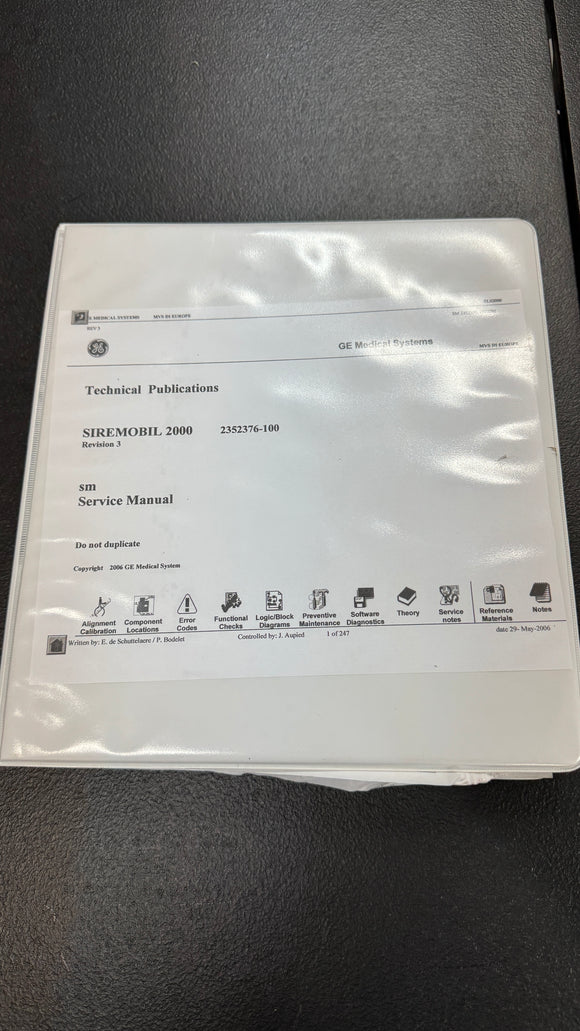 E MEDICAL SYSTEMS MVS DI EUROPE
REV 3
GE
GE Medical Systems
MVS DI EUROPE
Technical Publications
SIREMOBIL 2000 2352376-100
Revision 3
sm
Service Manual
Do not duplicate
Copyright 2006 GE Medical System
Alignment Calibration
Component Locations
Error Codes
Functional Checks
Logic/Block Diagrams
Preventive Maintenance
Software Diagnostics
Theory
Service notes
Reference Materials
Notes
Written by: E. de Schuttelaere / P. Bodelet Controlled by: J. Aupied 1 of 247 date 29- May-2006